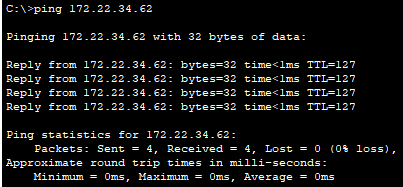 C:\>ping 172.22.34.62
Pinging 172.22.34.62 with 32 bytes of data:
Reply from 172.22.34.62: bytes=32 time<1ms TTL=127
Reply from 172.22.34.62: bytes=32 time<1ms TTL=127
Reply from 172.22.34.62: bytes=32 time<1ms TTL=127
Reply from 172.22.34.62: bytes=32 time<1ms TTL=127
Ping statistics for 172.22.34.62:
Packets: Sent = 4, Received = 4, Lost = 0 (0% loss),
Approximate round trip times in milli-seconds:
Minimum = 0ms, Maximum = 0ms, Average = 0ms